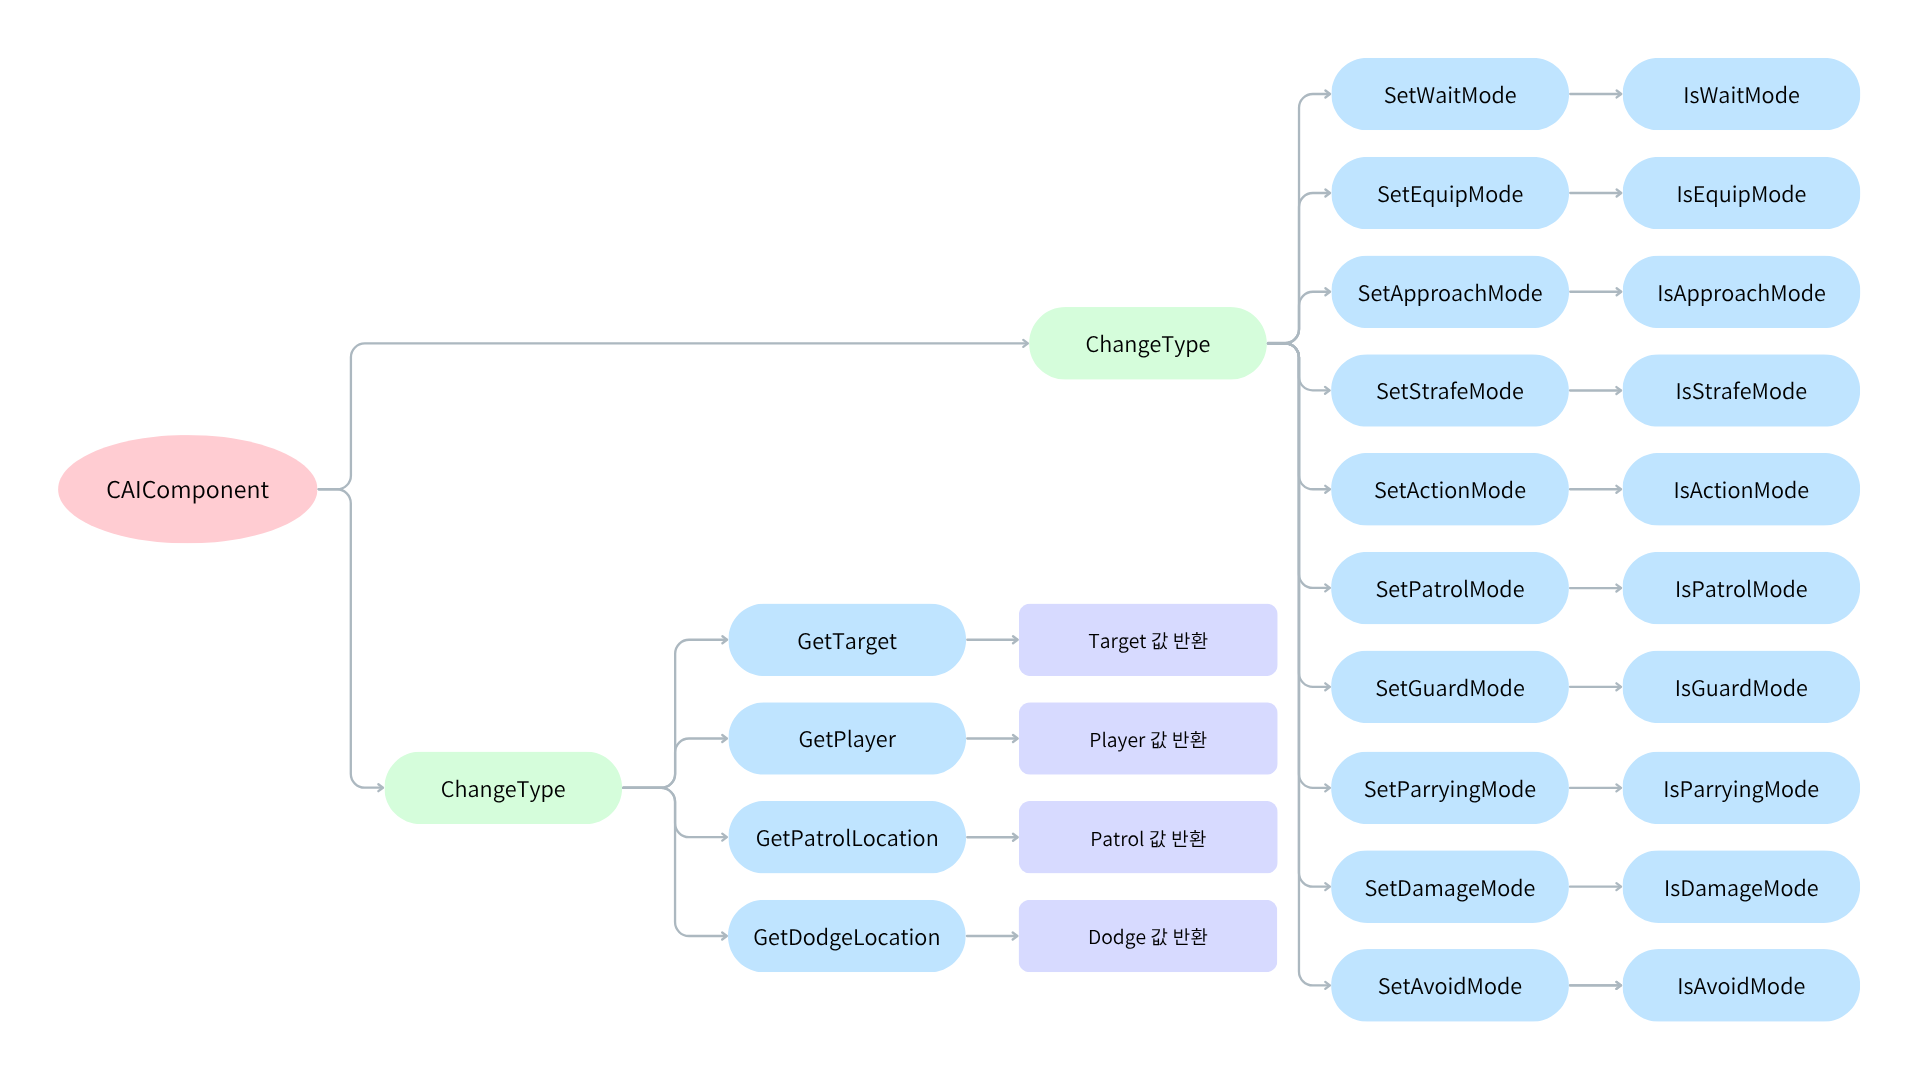 CAIComponent
ChangeType
SetWaitMode
IsWaitMode
SetEquipMode
IsEquipMode
SetApproachMode
IsApproachMode
SetStrafeMode
IsStrafeMode
SetActionMode
IsActionMode
SetPatrolMode
IsPatrolMode
SetGuardMode
IsGuardMode
SetParryingMode
IsParryingMode
SetDamageMode
IsDamageMode
SetAvoidMode
IsAvoidMode
ChangeType
GetTarget
Target 값 반환
GetPlayer
Player 값 반환
GetPatrolLocation
Patrol 값 반환
GetDodgeLocation
Dodge 값 반환